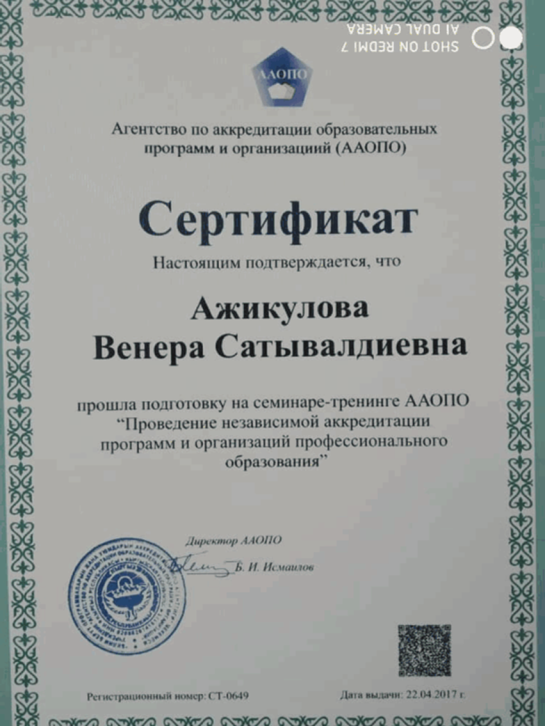 SHOT ON REDMI 7
AI DUAL CAMERA
ААОПО
Агентство по аккредитации образовательных
программ и организациий (ААОПО)
Сертификат
Настоящим подтверждается, что
Ажикулова
Венера Сатывалдиевна
прошла подготовку на семинаре-тренинге ААОПО
“Проведение независимой аккредитации
программ и организаций профессионального
образования”
Директор ААОПО
Б. И. Исмаилов
Регистрационный номер: СТ-0649
Дата выдачи: 22.04.2017 г.